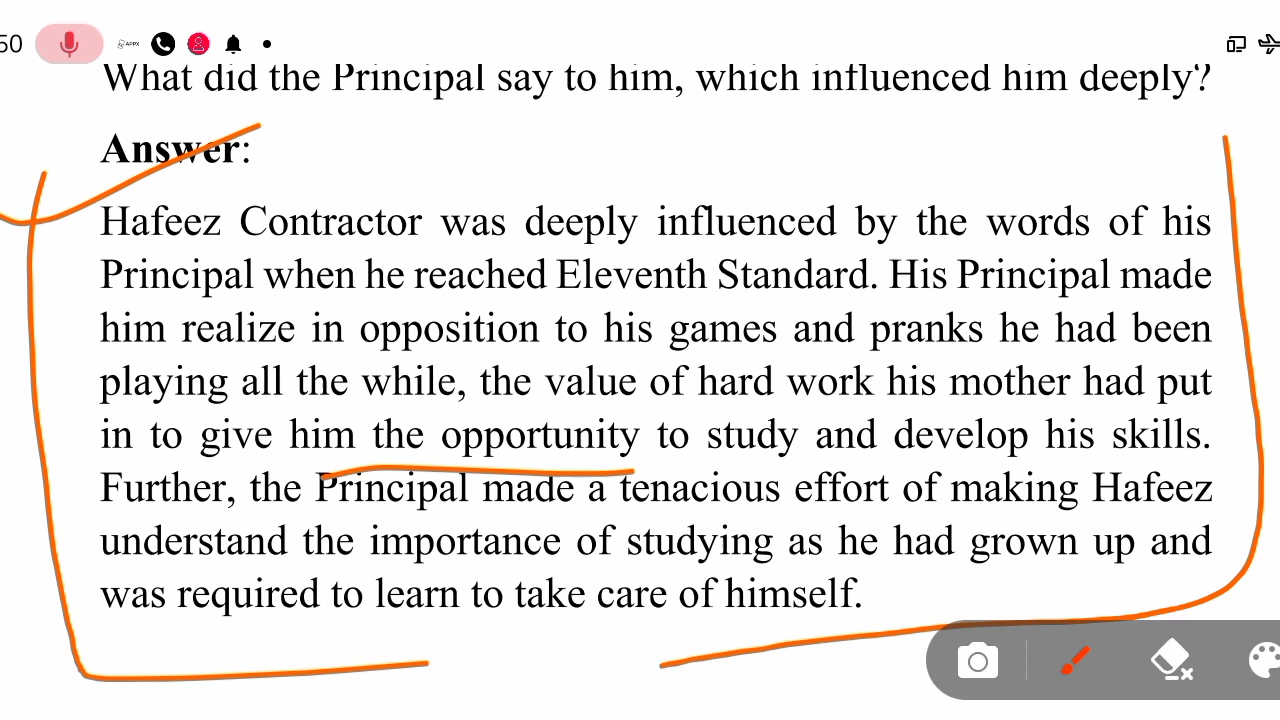 50
What did the Principal say to him, which influenced him deeply?
Answer:
Hafeez Contractor was deeply influenced by the words of his
Principal when he reached Eleventh Standard. His Principal made
him realize in opposition to his games and pranks he had been
playing all the while, the value of hard work his mother had put
in to give him the opportunity to study and develop his skills.
Further, the Principal made a tenacious effort of making Hafeez
understand the importance of studying as he had grown up and
was required to learn to take care of himself.